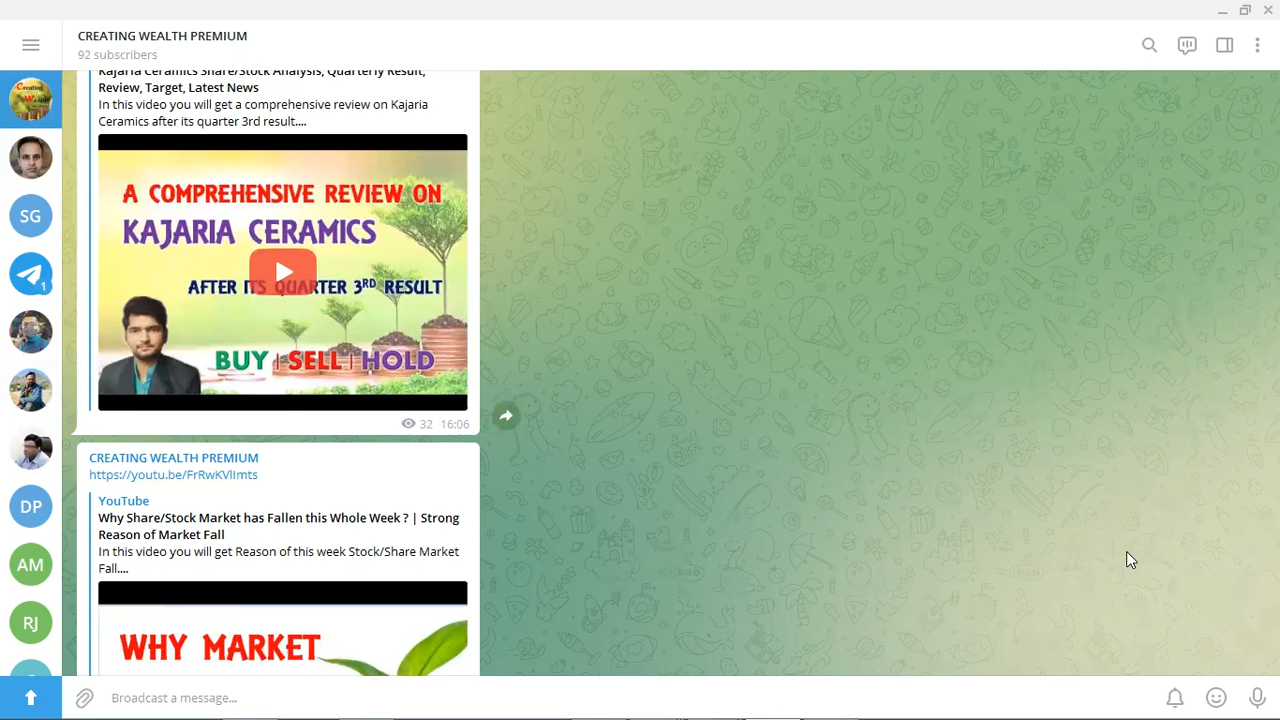 CREATING WEALTH PREMIUM
92 subscribers
Kajaria Ceramics Share/Stock Analysis, Quarterly Result,
Review, Target, Latest News
In this video you will get a comprehensive review on Kajaria
Ceramics after its quarter 3rd result....
A COMPREHENSIVE REVIEW ON
KAJARIA CERAMICS
AFTER ITS QUARTER 3RD RESULT
BUY | SELL | HOLD
32 16:06
CREATING WEALTH PREMIUM
https://youtu.be/FrRwKVlImts
YouTube
Why Share/Stock Market has Fallen this Whole Week ? | Strong
Reason of Market Fall
In this video you will get Reason of this week Stock/Share Market
Fall....
WHY MARKET
Creating
SG
1
DP
AM
RJ
Broadcast a message...